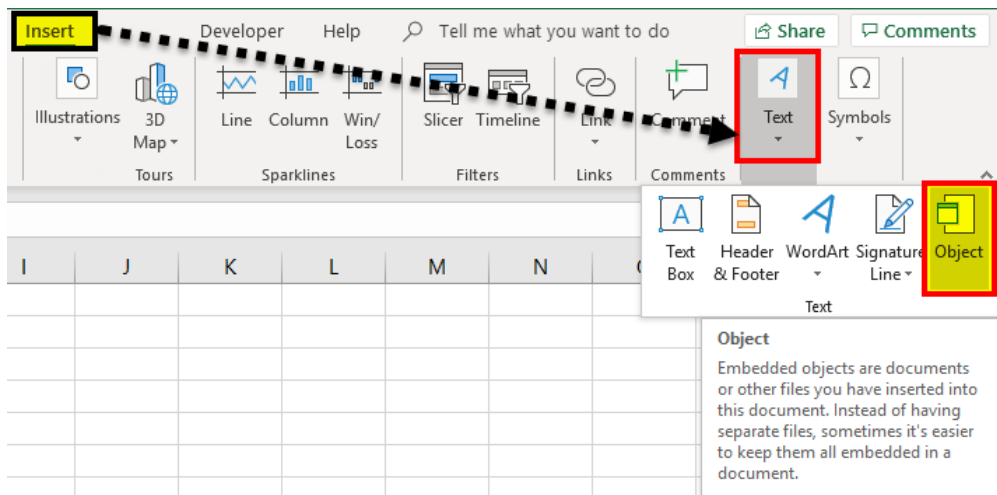 Insert Developer Help Tell me what you want to do Share Comments
Illustrations 3D Map Line Column Win/ Loss Slicer Timeline Link Comment Text Symbols
Tours Sparklines Filters Links Comments
Text Box Header & Footer WordArt Signature Line Object
Text
I J K L M N
Object
Embedded objects are documents
or other files you have inserted into
this document. Instead of having
separate files, sometimes it's easier
to keep them all embedded in a
document.